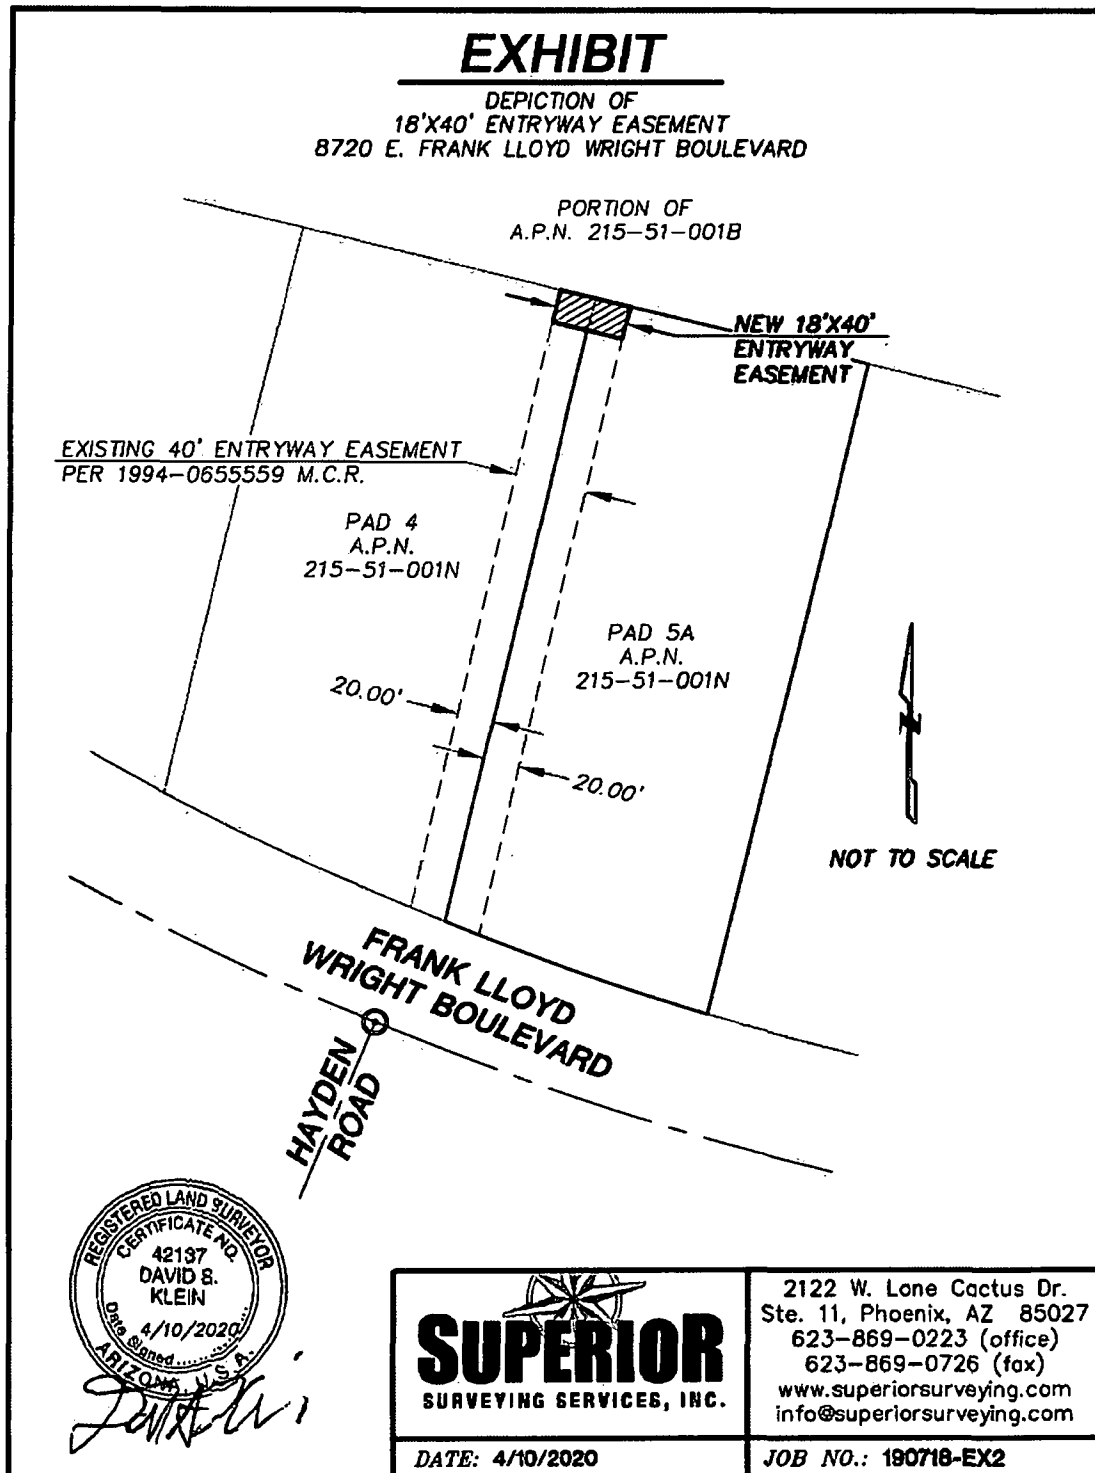 EXHIBIT
DEPICTION OF
18'X40' ENTRYWAY EASEMENT
8720 E. FRANK LLOYD WRIGHT BOULEVARD
PORTION OF
A.P.N. 215-51-001B
NEW 18'X40'
ENTRYWAY
EASEMENT
EXISTING 40' ENTRYWAY EASEMENT
PER 1994-0655559 M.C.R.
PAD 4
A.P.N.
215-51-001N
PAD 5A
A.P.N.
215-51-001N
20.00'
20.00'
N
NOT TO SCALE
FRANK LLOYD
WRIGHT BOULEVARD
HAYDEN
ROAD
REGISTERED LAND SURVEYOR
CERTIFICATE NO.
42137
DAVID S.
KLEIN
4/10/2020
Date Signed
ARIZONA, U.S.A.
SUPERIOR
SURVEYING SERVICES, INC.
2122 W. Lone Cactus Dr.
Ste. 11, Phoenix, AZ 85027
623-869-0223 (office)
623-869-0726 (fax)
www.superiorsurveying.com
info@superiorsurveying.com
DATE: 4/10/2020
JOB NO.: 190718-EX2